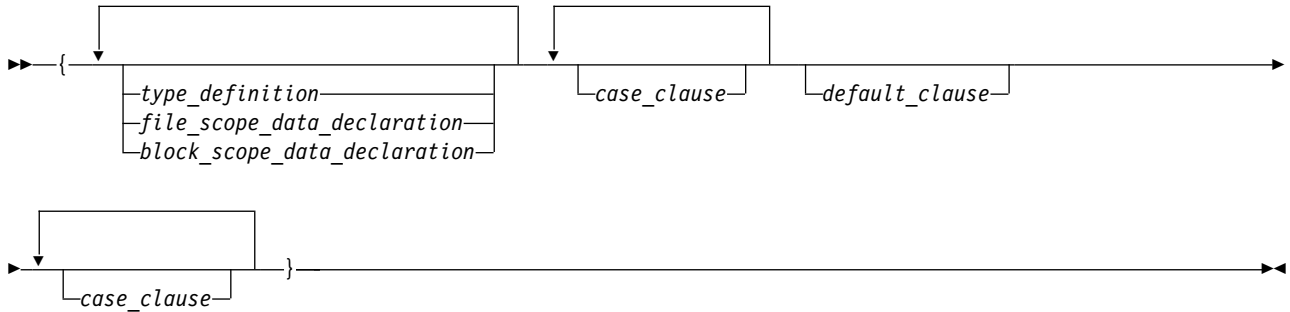 {
type_definition
file_scope_data_declaration
block_scope_data_declaration
case_clause
default_clause
case_clause
}